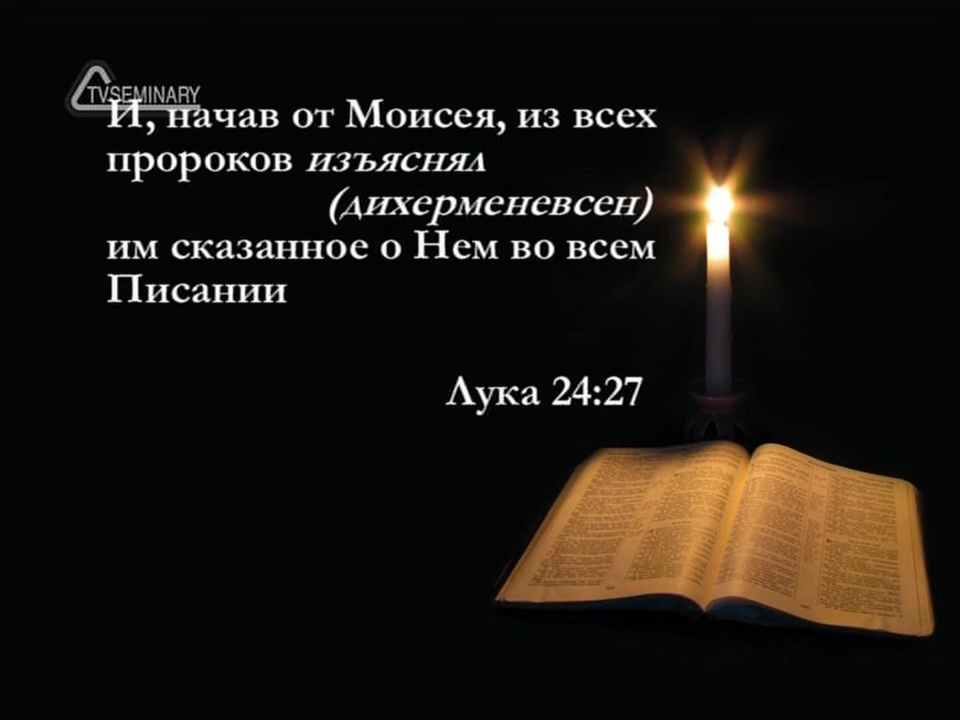 TVSEMINARY
И, начав от Моисея, из всех
пророков изъяснял
(дихерменевсен)
им сказанное о Нем во всем
Писании
Лука 24:27